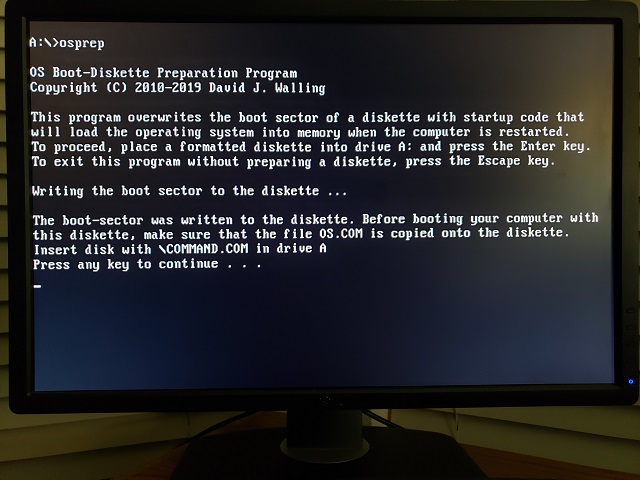 A:\>osprep
OS Boot-Diskette Preparation Program
Copyright (C) 2010-2019 David J. Walling
This program overwrites the boot sector of a diskette with startup code that
will load the operating system into memory when the computer is restarted.
To proceed, place a formatted diskette into drive A: and press the Enter key.
To exit this program without preparing a diskette, press the Escape key.
Writing the boot sector to the diskette ...
The boot-sector was written to the diskette. Before booting your computer with
this diskette, make sure that the file OS.COM is copied onto the diskette.
Insert disk with \COMMAND.COM in drive A
Press any key to continue . . .